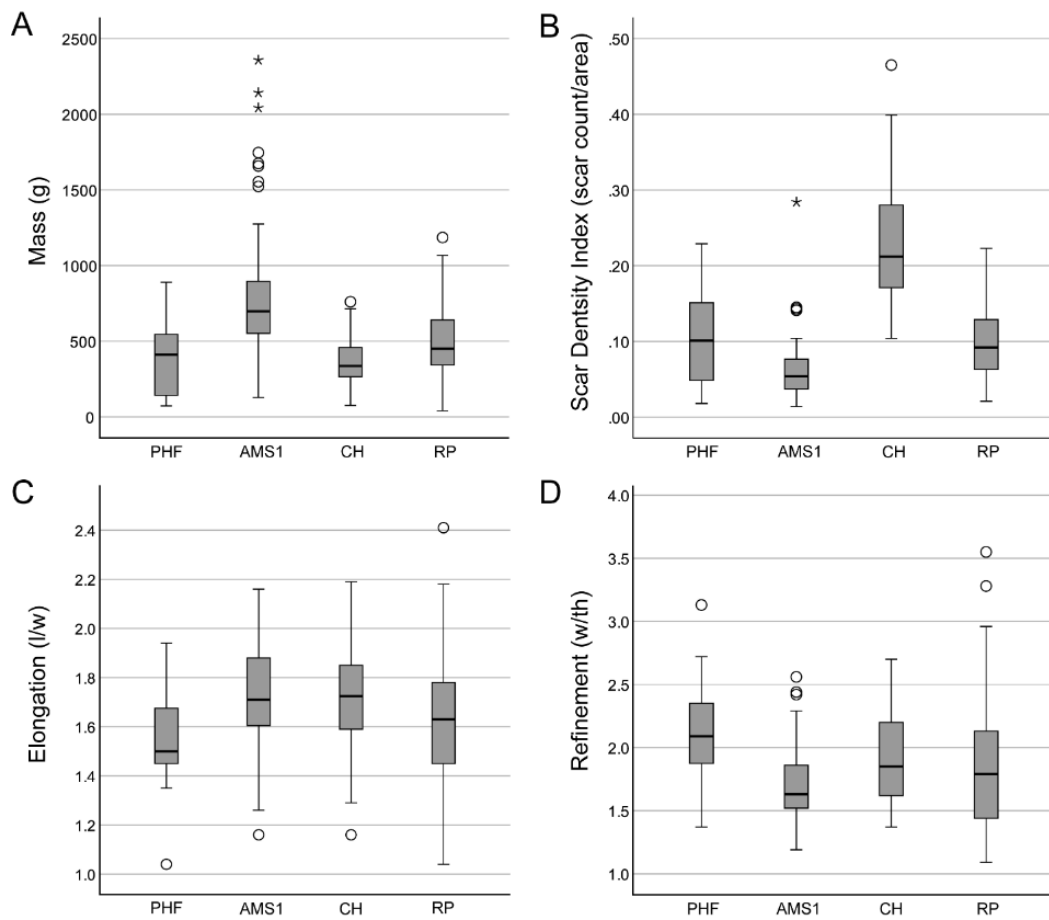 A
Mass (g)
2500
2000
1500
1000
500
0
PHF AMS1 CH RP
B
Scar Dentsity Index (scar count/area)
.50
.40
.30
.20
.10
.00
PHF AMS1 CH RP
C
Elongation (l/w)
2.4
2.2
2.0
1.8
1.6
1.4
1.2
1.0
PHF AMS1 CH RP
D
Refinement (w/th)
4.0
3.5
3.0
2.5
2.0
1.5
1.0
PHF AMS1 CH RP